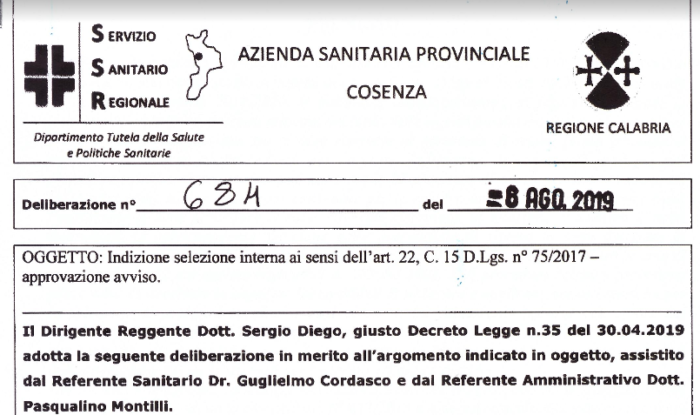 SERVIZIO
SANITARIO
REGIONALE
Dipartimento Tutela della Salute
e Politiche Sanitarie
AZIENDA SANITARIA PROVINCIALE
COSENZA
REGIONE CALABRIA
Deliberazione n° 684 del -8 AGO. 2019
OGGETTO: Indizione selezione interna ai sensi dell'art. 22, C. 15 D.Lgs. n° 75/2017 –
approvazione avviso.
Il Dirigente Reggente Dott. Sergio Diego, giusto Decreto Legge n.35 del 30.04.2019
adotta la seguente deliberazione in merito all'argomento indicato in oggetto, assistito
dal Referente Sanitario Dr. Guglielmo Cordasco e dal Referente Amministrativo Dott.
Pasqualino Montilli.